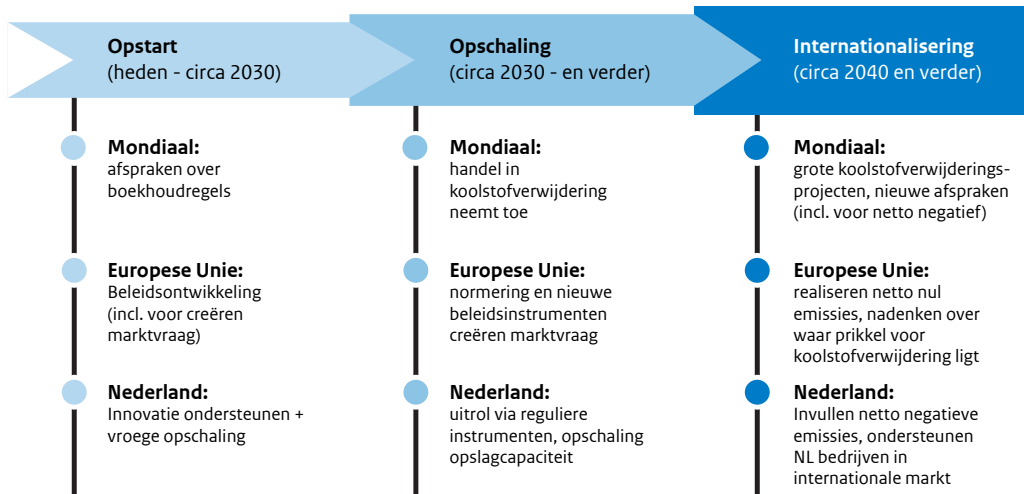 Opstart
(heden - circa 2030)
Opschaling
(circa 2030 - en verder)
Internationalisering
(circa 2040 en verder)
Mondiaal:
afspraken over
boekhoudregels
Mondiaal:
handel in
koolstofverwijdering
neemt toe
Mondiaal:
grote koolstofverwijderings-
projecten, nieuwe afspraken
(incl. voor netto negatief)
Europese Unie:
Beleidsontwikkeling
(incl. voor creëren
marktvraag)
Europese Unie:
normering en nieuwe
beleidsinstrumenten
creëren marktvraag
Europese Unie:
realiseren netto nul
emissies, nadenken over
waar prikkel voor
koolstofverwijdering ligt
Nederland:
Innovatie ondersteunen +
vroege opschaling
Nederland:
uitrol via reguliere
instrumenten, opschaling
opslagcapaciteit
Nederland:
Invullen netto negatieve
emissies, ondersteunen
NL bedrijven in
internationale markt